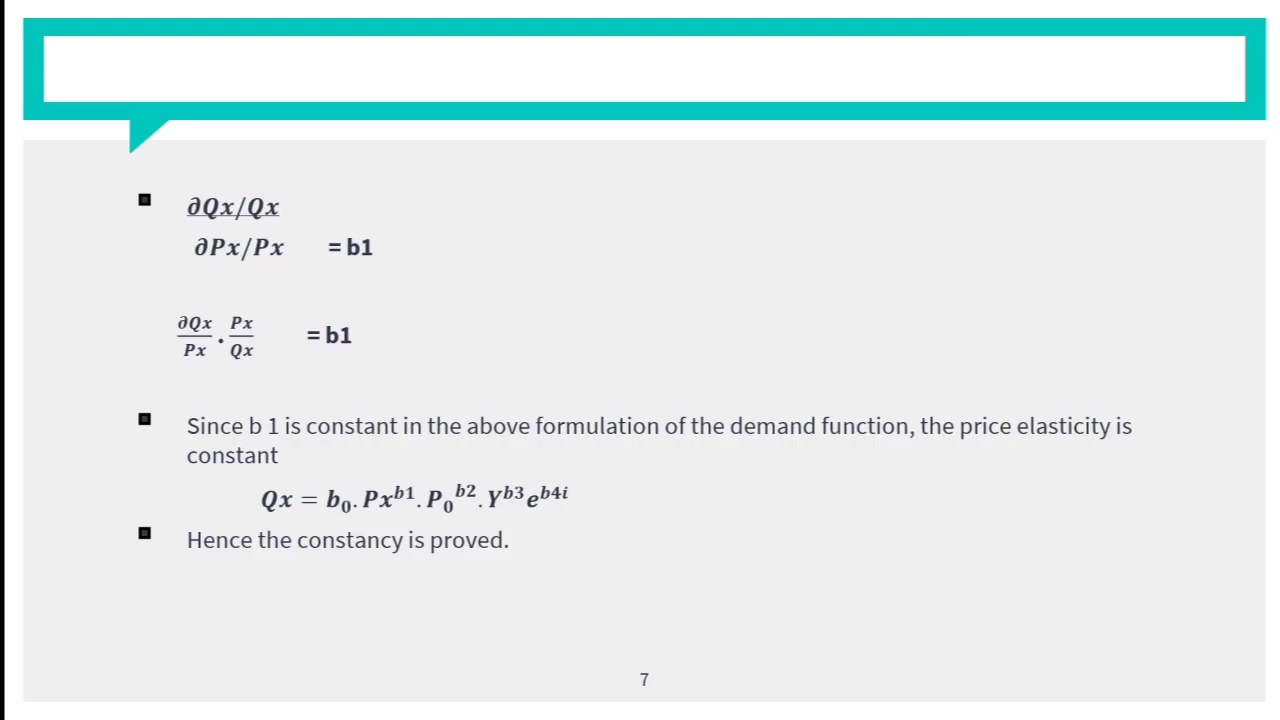 ∂Qx/Qx
∂Px/Px = b1
∂Qx/Px . Px/Qx = b1
Since b 1 is constant in the above formulation of the demand function, the price elasticity is
constant
Qx = b₀. Px^b1 . P₀^b2 . Y^b3 e^b4i
Hence the constancy is proved.
7